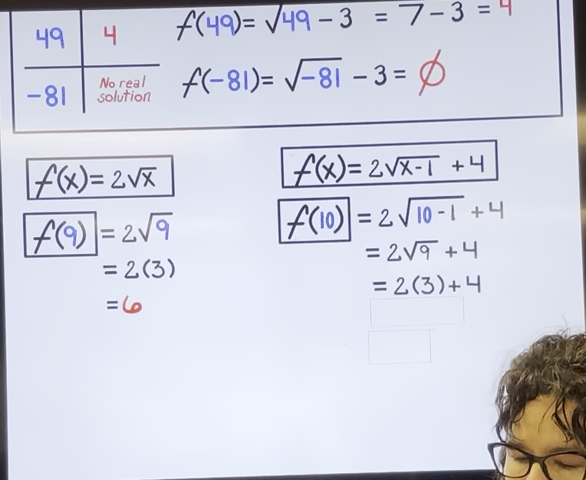 49 4 f(49)= √49 - 3 = 7 - 3 = 4
-81 No real solution f(-81)= √-81 - 3 = ∅
f(x)= 2√x
f(9) = 2√9
= 2(3)
= 6
f(x)= 2√x-1 + 4
f(10) = 2√10-1 + 4
= 2√9 + 4
= 2(3)+4